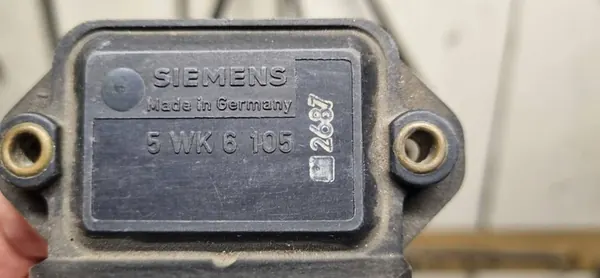 SIEMENS
Made in Germany
5 WK 6 105
2687